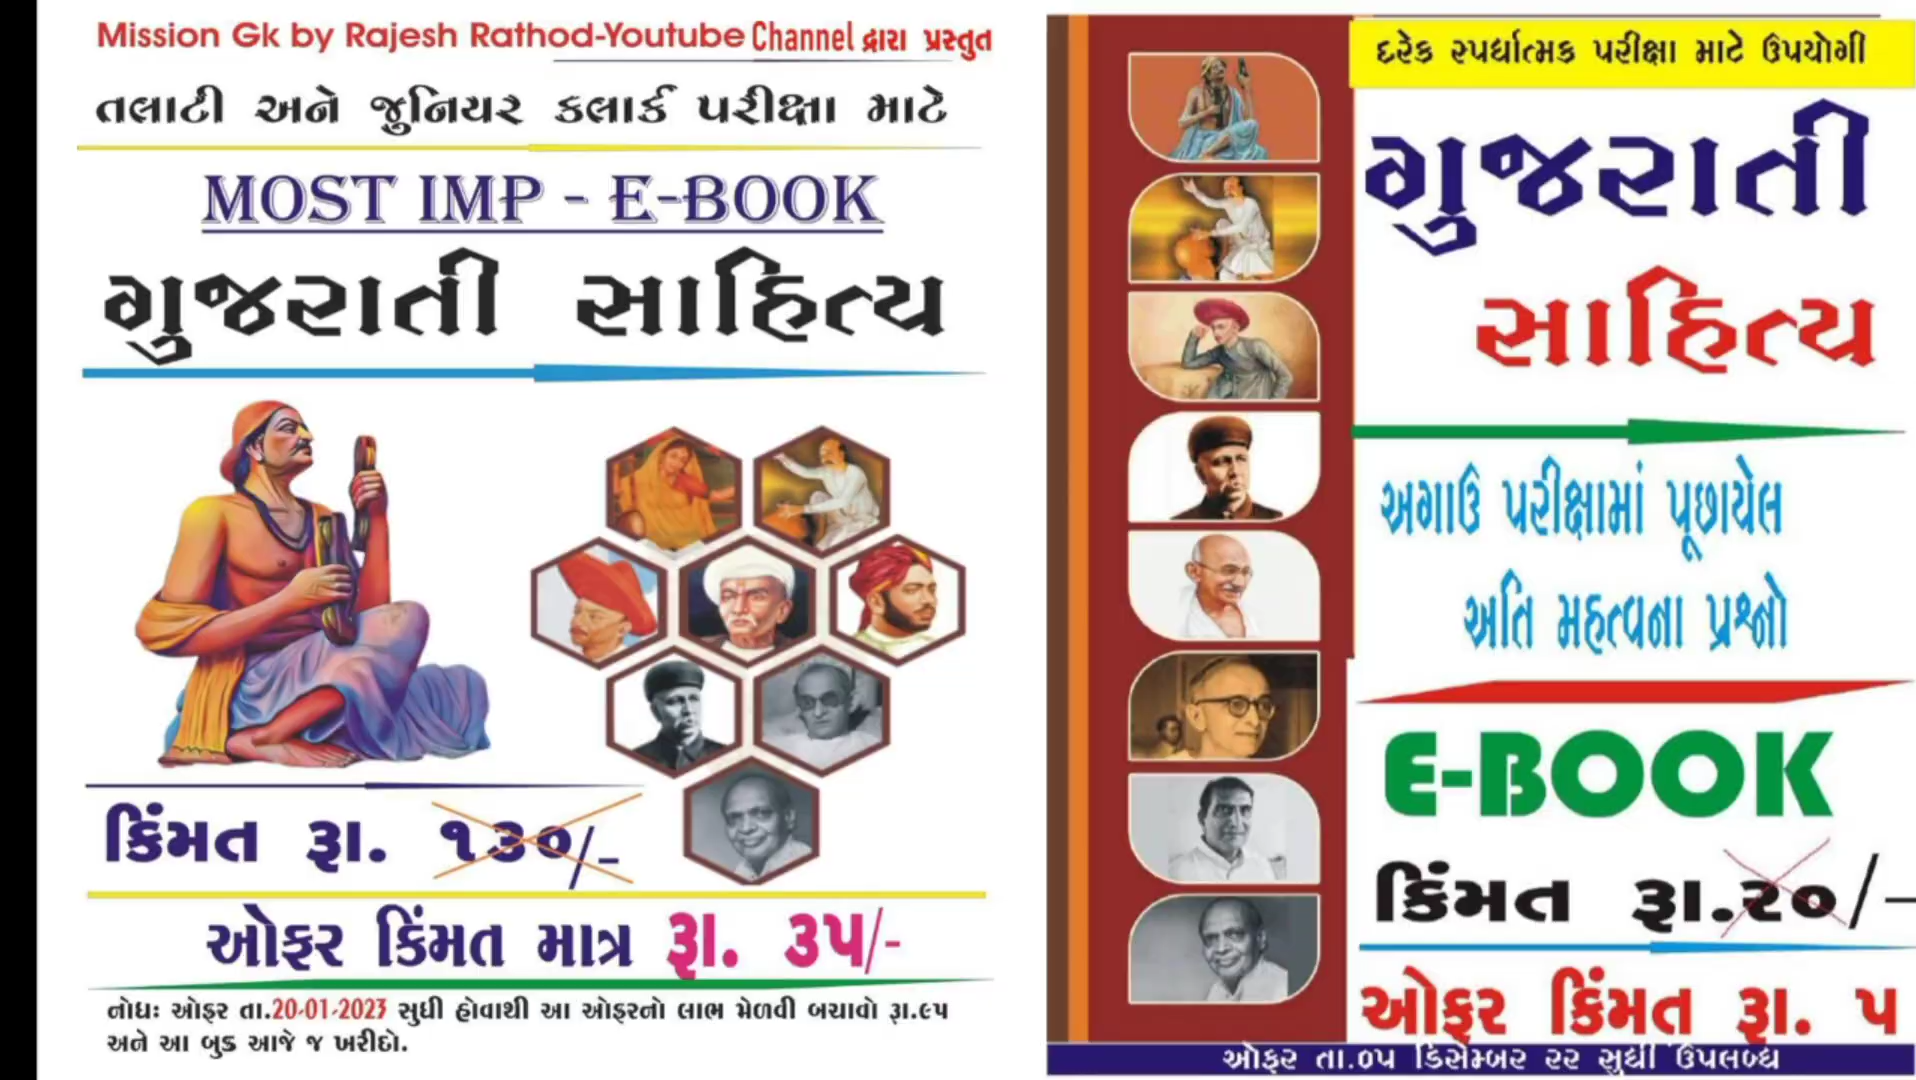 Mission Gk by Rajesh Rathod-Youtube Channel દ્વારા પ્રસ્તુત
તલાટી અને જુનિયર કલાર્ક પરીક્ષા માટે
MOST IMP - E-BOOK
ગુજરાતી સાહિત્ય
કિંમત રૂા. ૧૩૦/-
ઓફર કિંમત માત્ર રૂા. ૩૫/-
નોધઃ ઓફર તા.20-01-2023 સુધી હોવાથી આ ઓફરનો લાભ મેળવી બચાવો રૂા.૯૫
અને આ બુક આજે જ ખરીદો.
દરેક સ્પર્ધાત્મક પરીક્ષા માટે ઉપયોગી
ગુજરાતી
સાહિત્ય
અગાઉ પરીક્ષામાં પૂછાયેલ
અતિ મહત્વના પ્રશ્નો
E-BOOK
કિંમત રૂા.૨૦/-
ઓફર કિંમત રૂા. ૫
ઓફર તા.૦૫ ડિસેમ્બર ૨૨ સુધી ઉપલબ્ધ